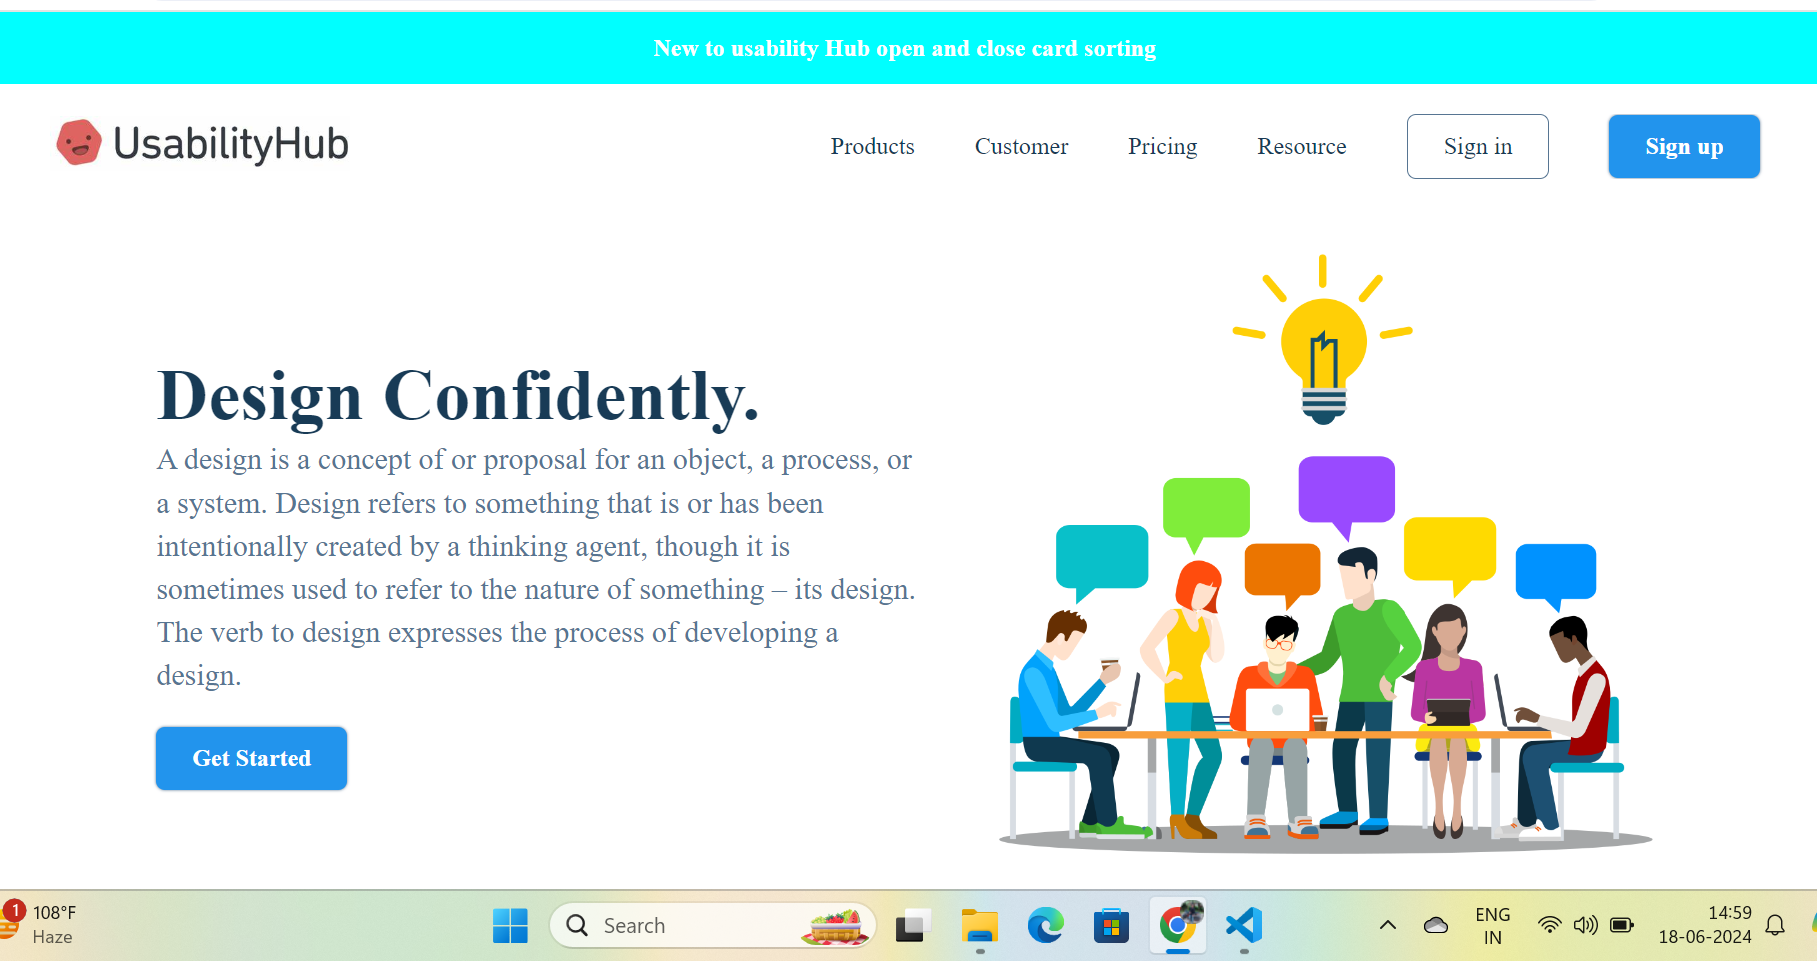 New to usability Hub open and close card sorting
UsabilityHub
Products
Customer
Pricing
Resource
Sign in
Sign up
Design Confidently.
A design is a concept of or proposal for an object, a process, or
a system. Design refers to something that is or has been
intentionally created by a thinking agent, though it is
sometimes used to refer to the nature of something – its design.
The verb to design expresses the process of developing a
design.
Get Started
1
108°F
Haze
Search
ENG
IN
14:59
18-06-2024